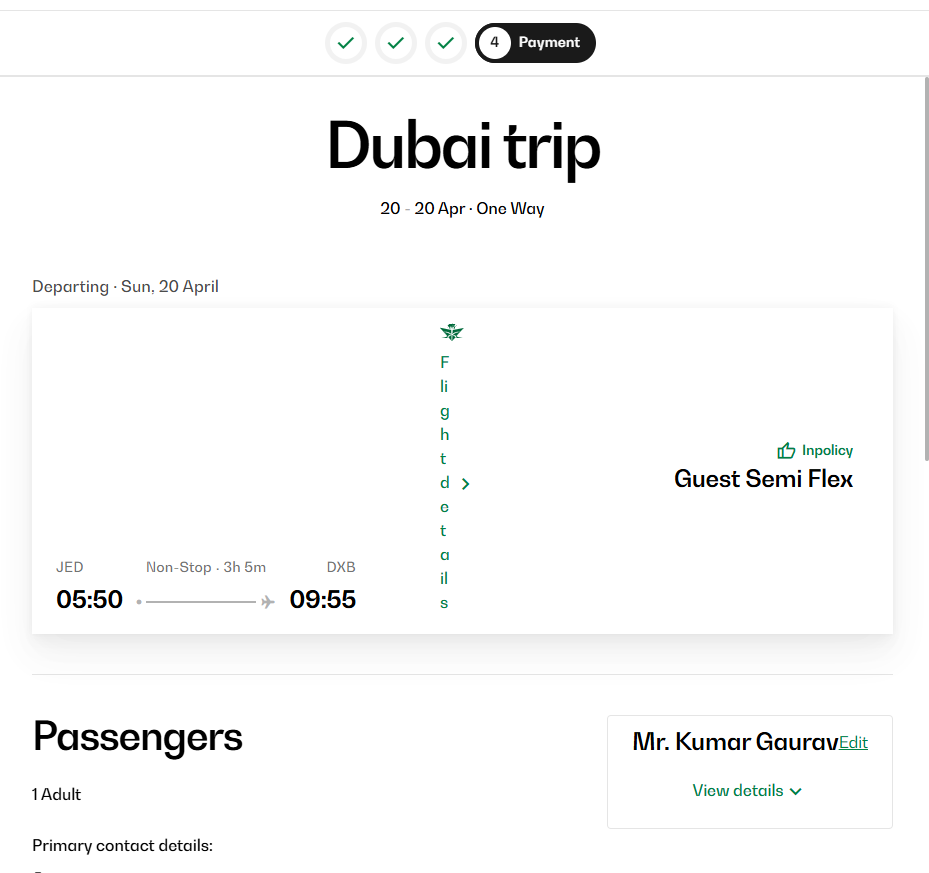 4 Payment
Dubai trip
20 - 20 Apr · One Way
Departing · Sun, 20 April
F
li
g
h
t
d
e
t
a
il
s
Inpolicy
Guest Semi Flex
JED Non-Stop · 3h 5m DXB
05:50 09:55
Passengers
1 Adult
Primary contact details:
Mr. Kumar Gaurav Edit
View details